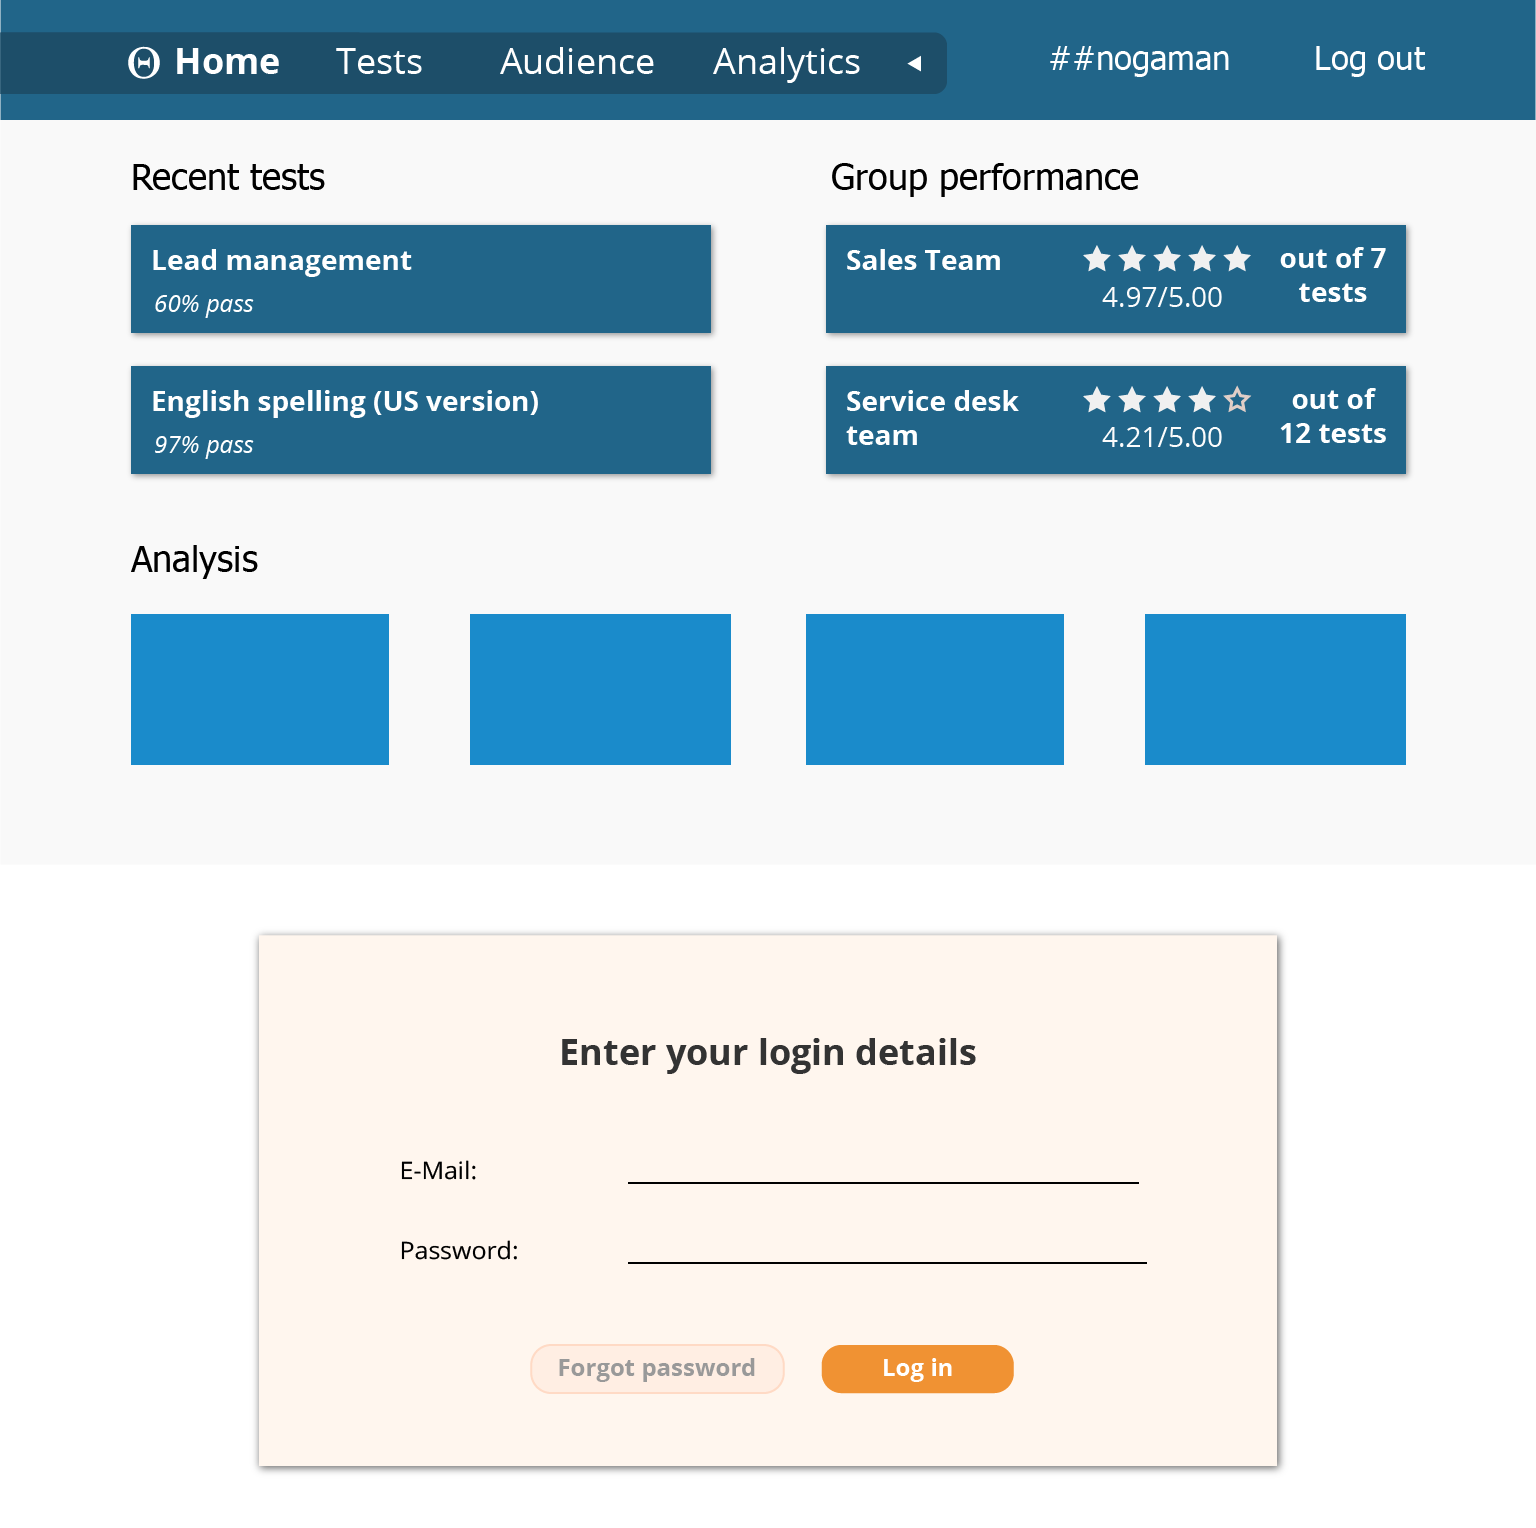 Home Tests Audience Analytics ##nogaman Log out
Recent tests
Lead management
60% pass
English spelling (US version)
97% pass
Group performance
Sales Team
4.97/5.00
out of 7
tests
Service desk
team
4.21/5.00
out of
12 tests
Analysis
Enter your login details
E-Mail:
Password:
Forgot password
Log in